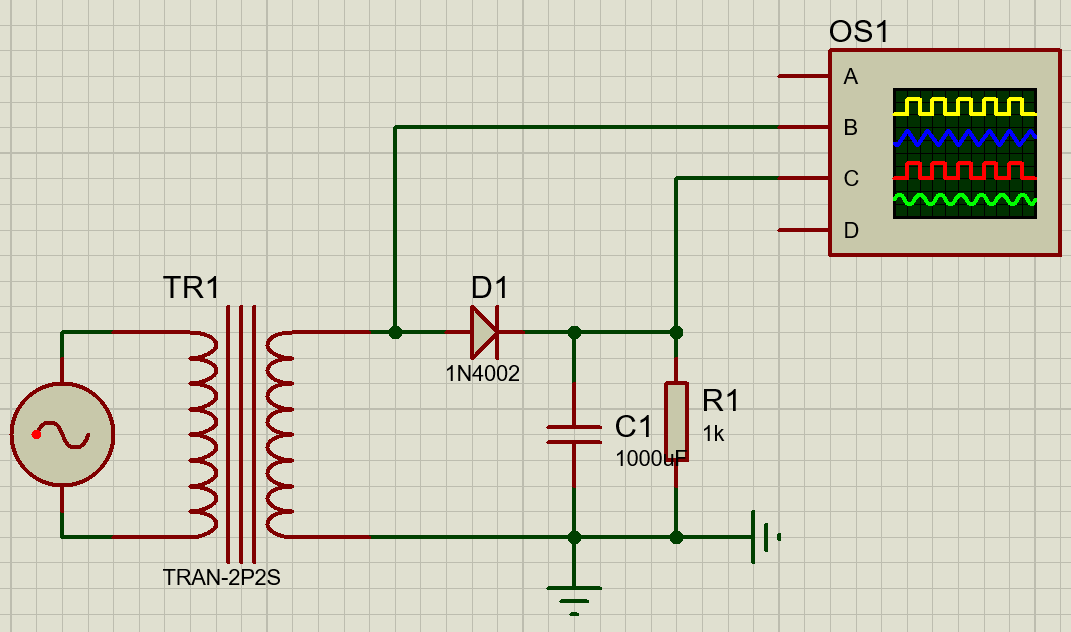 OS1
A
B
C
D
TR1
D1
1N4002
R1
1k
C1
1000uF
TRAN-2P2S